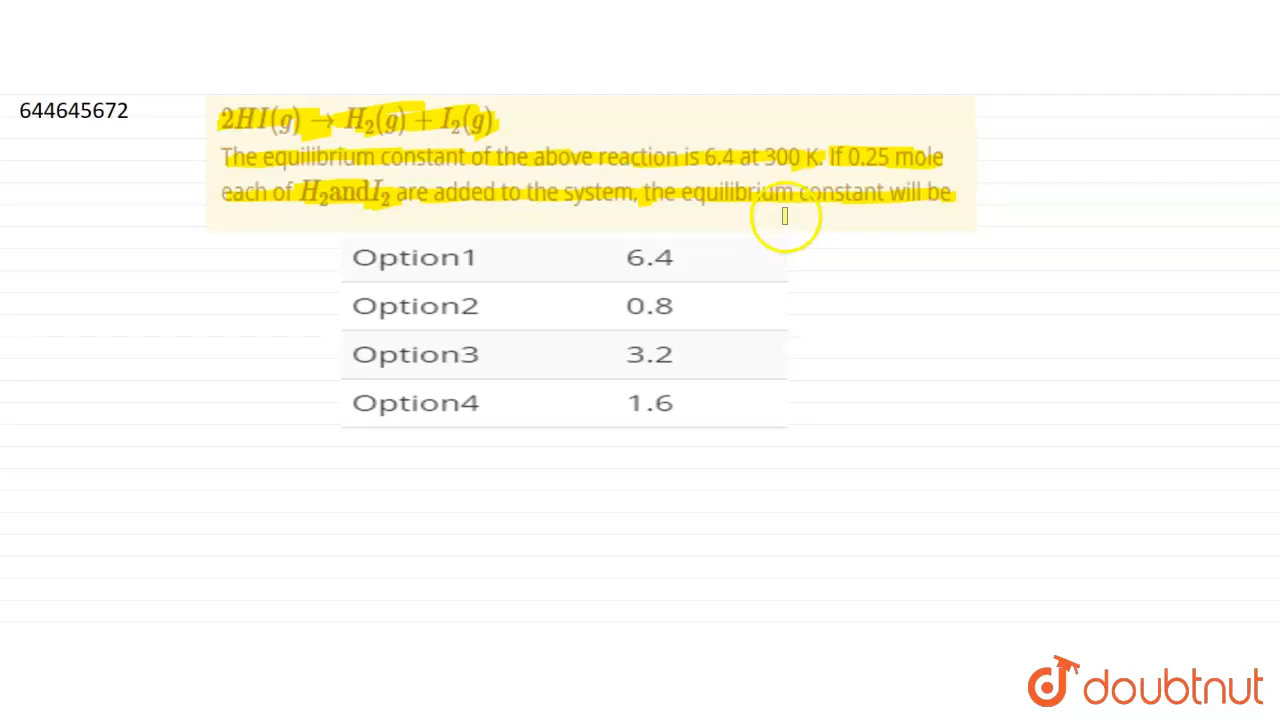 644645672
2HI(g) → H₂(g) + I₂(g)
The equilibrium constant of the above reaction is 6.4 at 300 K. If 0.25 mole
each of H₂andI₂ are added to the system, the equilibrium constant will be
Option1 6.4
Option2 0.8
Option3 3.2
Option4 1.6
doubtnut